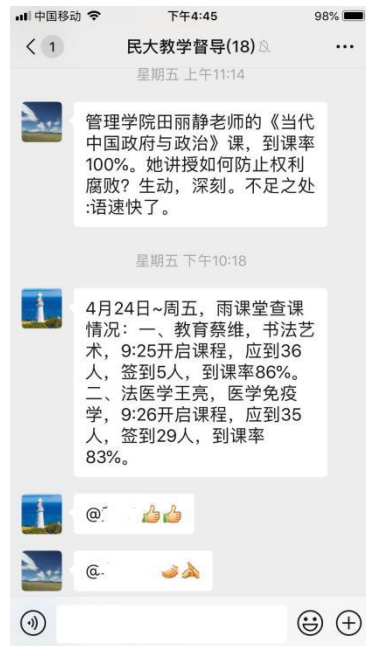 中国移动 下午4:45 98%
1 民大教学督导(18)
星期五 上午11:14
管理学院田丽静老师的《当代
中国政府与政治》课，到课率
100%。她讲授如何防止权利
腐败？生动，深刻。不足之处
:语速快了。
星期五 下午10:18
4月24日~周五，雨课堂查课
情况：一、教育蔡维，书法艺
术，9:25开启课程，应到36
人，签到5人，到课率86%。
二、法医学王亮，医学免疫
学，9:26开启课程，应到35
人，签到29人，到课率
83%。
@
@